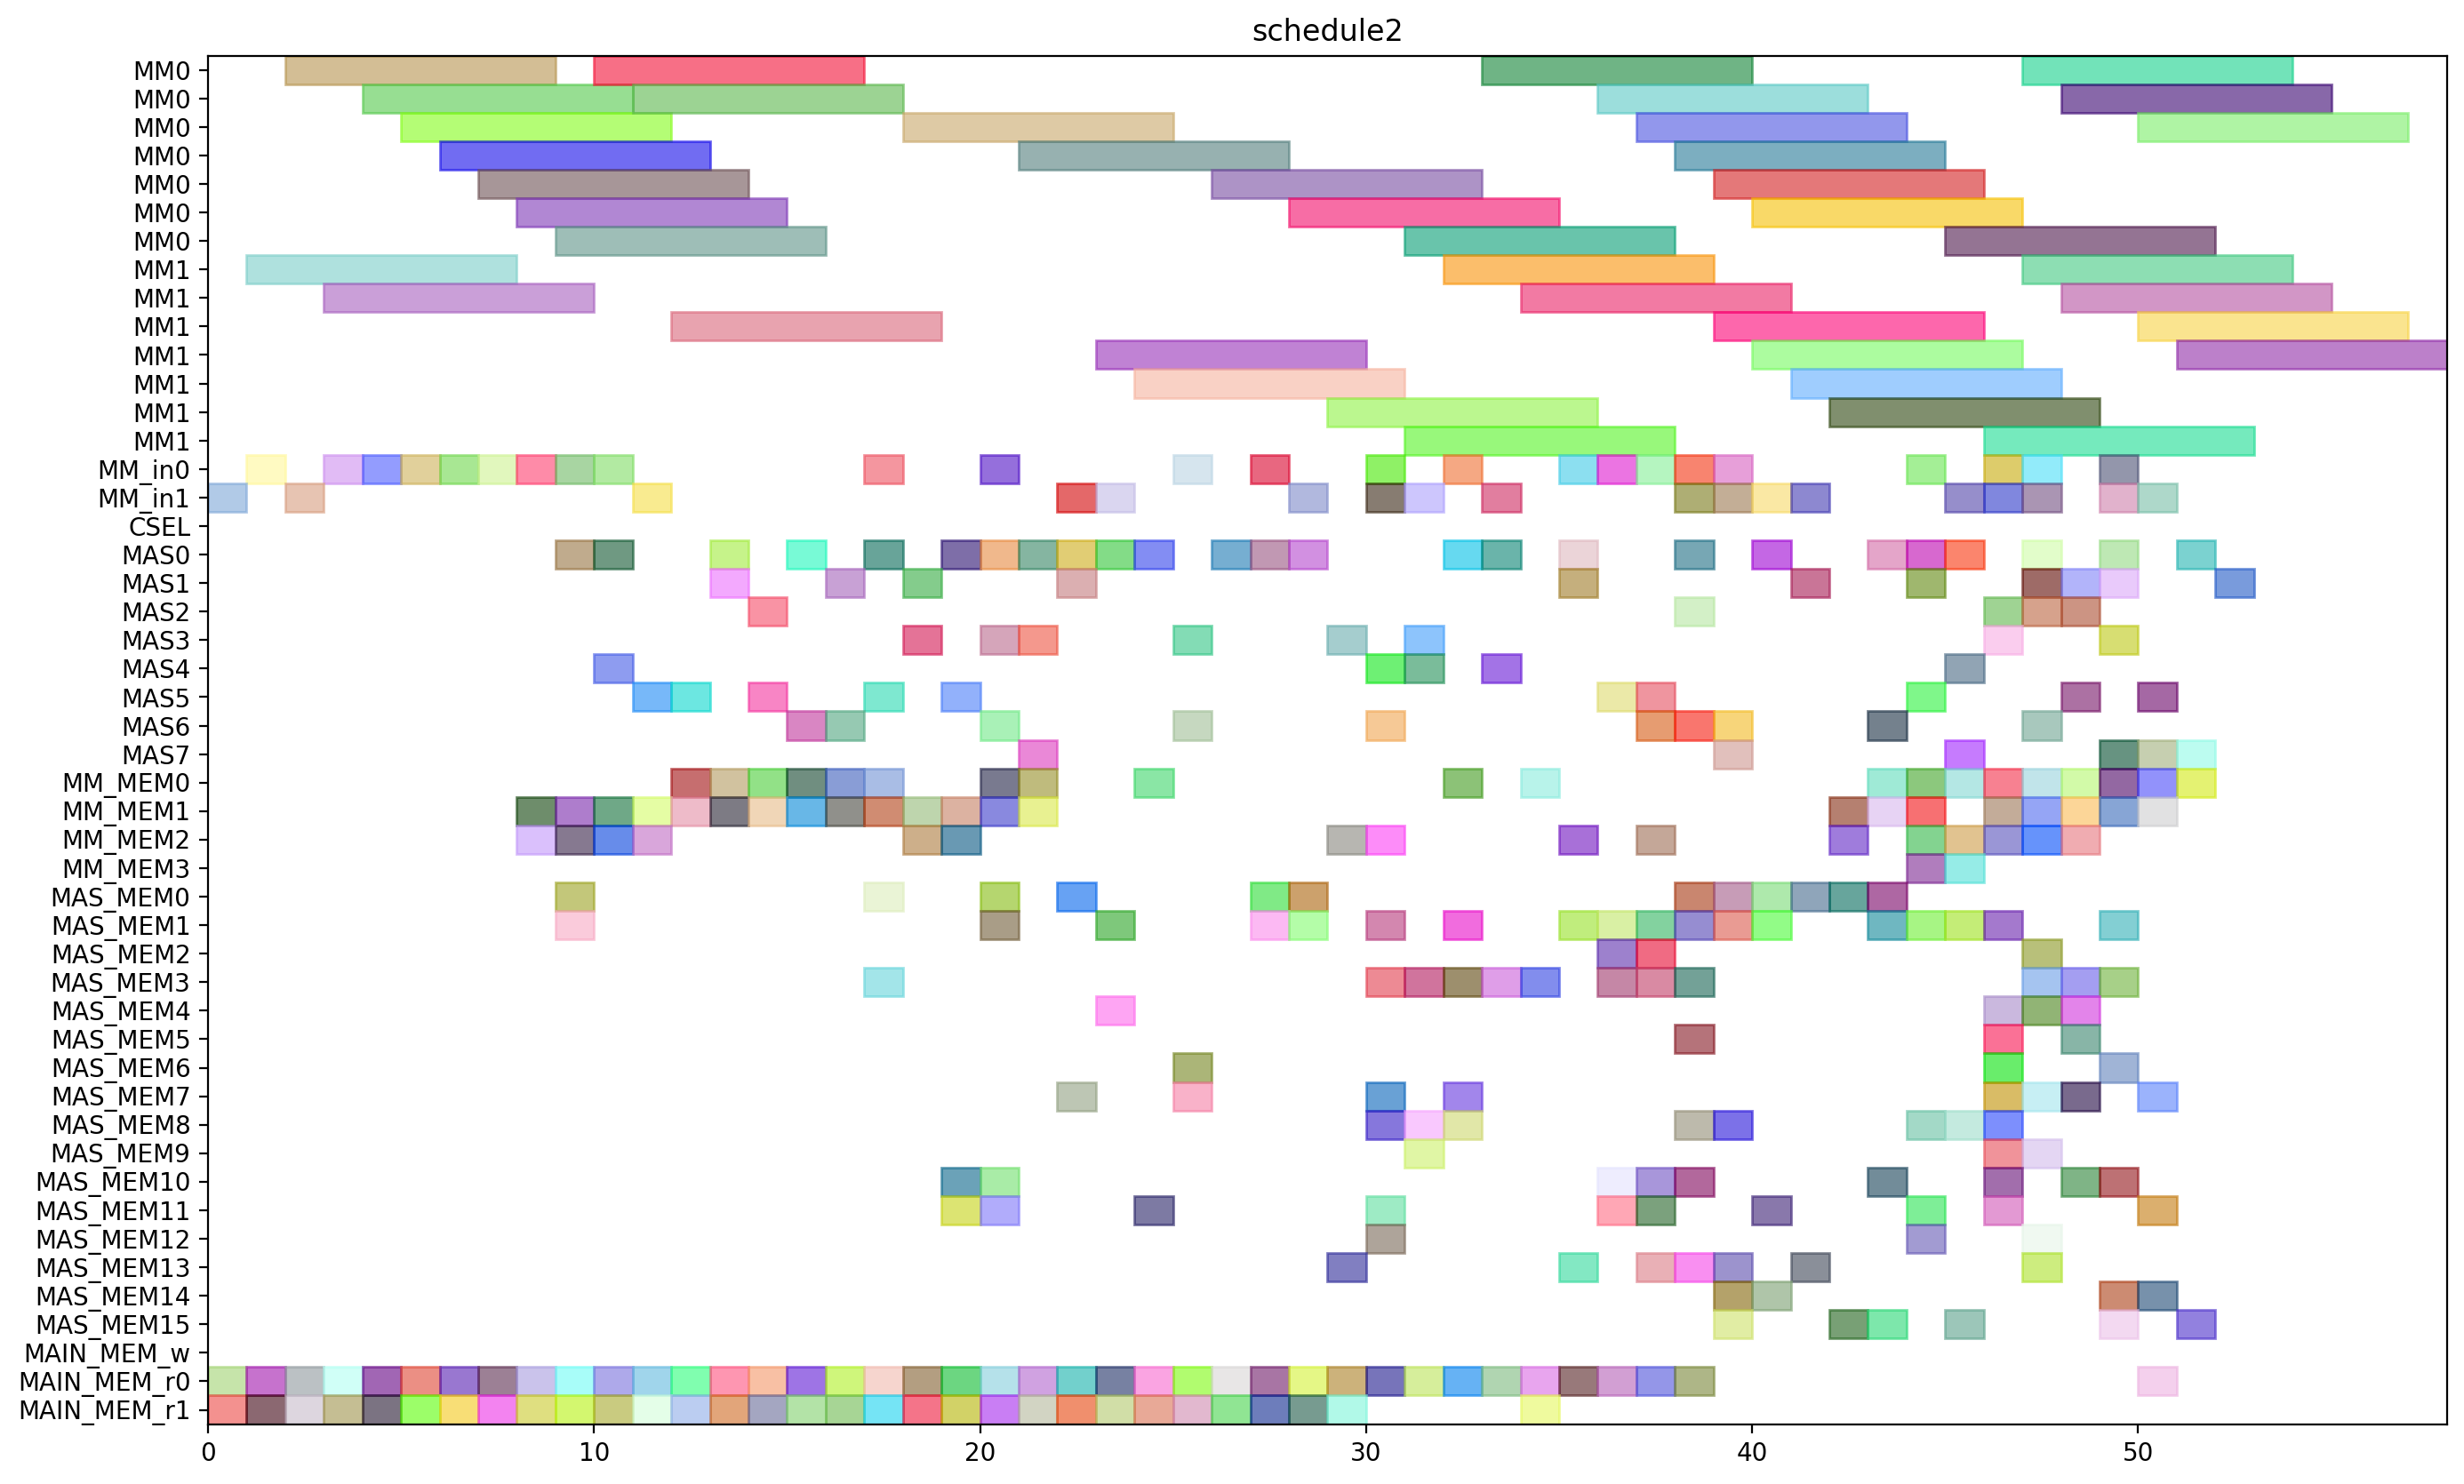 schedule2
MM0
MM0
MM0
MM0
MM0
MM0
MM0
MM1
MM1
MM1
MM1
MM1
MM1
MM1
MM_in0
MM_in1
CSEL
MAS0
MAS1
MAS2
MAS3
MAS4
MAS5
MAS6
MAS7
MM_MEM0
MM_MEM1
MM_MEM2
MM_MEM3
MAS_MEM0
MAS_MEM1
MAS_MEM2
MAS_MEM3
MAS_MEM4
MAS_MEM5
MAS_MEM6
MAS_MEM7
MAS_MEM8
MAS_MEM9
MAS_MEM10
MAS_MEM11
MAS_MEM12
MAS_MEM13
MAS_MEM14
MAS_MEM15
MAIN_MEM_w
MAIN_MEM_r0
MAIN_MEM_r1
0 10 20 30 40 50